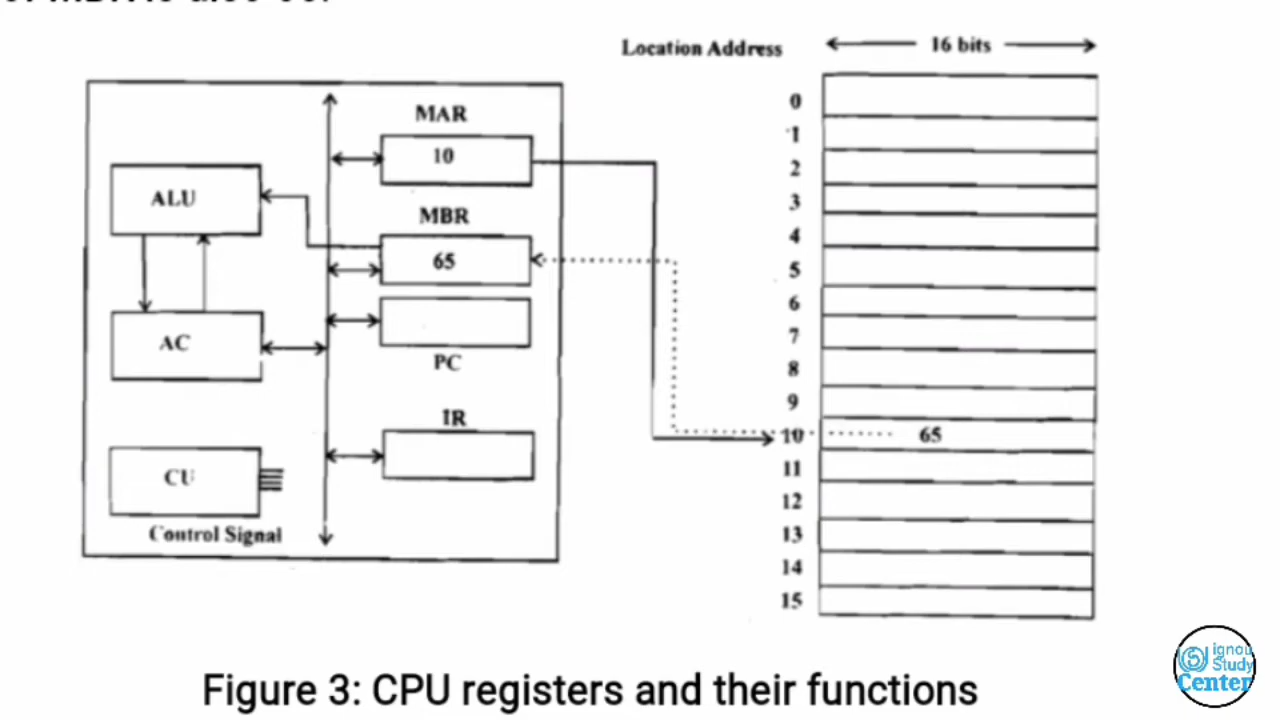 Location Address
16 bits
MAR
10
ALU
MBR
65
AC
PC
IR
CU
Control Signal
0
1
2
3
4
5
6
7
8
9
10
65
11
12
13
14
15
Figure 3: CPU registers and their functions
ignou
Study
Center